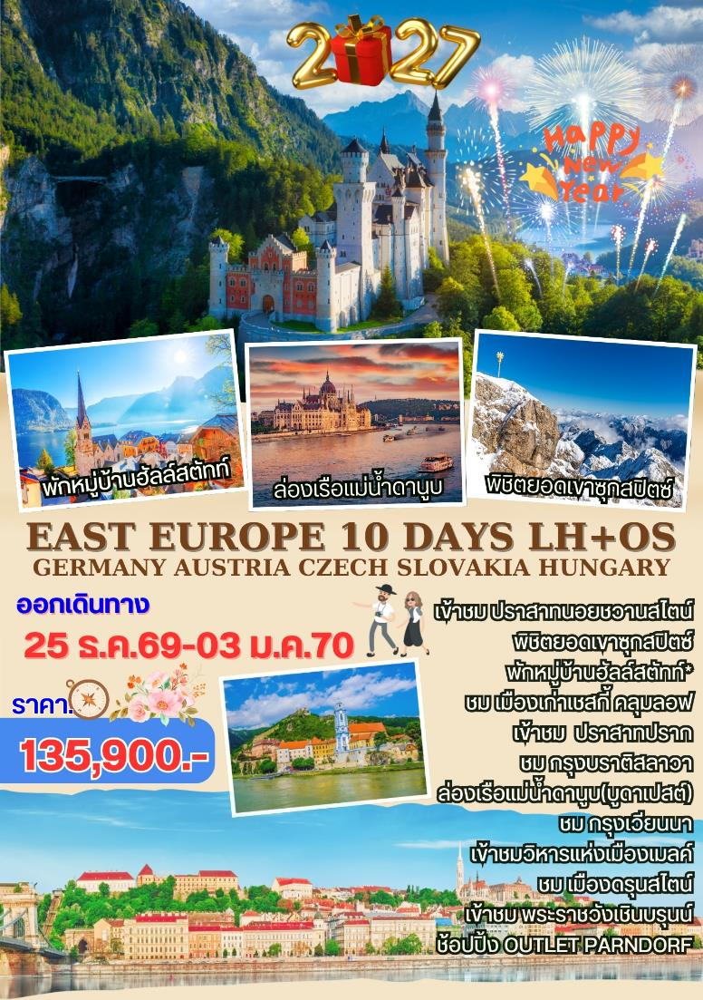 2027
Happy
New
Year
พักหมู่บ้านฮัลล์สตัทท์
ล่องเรือแม่น้ำดานูบ
พิชิตยอดเขาซุกสปิตซ์
EAST EUROPE 10 DAYS LH+OS
GERMANY AUSTRIA CZECH SLOVAKIA HUNGARY
ออกเดินทาง
25 ธ.ค.69-03 ม.ค.70
ราคา.
135,900.-
เข้าชม ปราสาทนอยชวานสไตน์
พิชิตยอดเขาซุกสปิตซ์
พักหมู่บ้านฮัลล์สตัทท์*
ชม เมืองเก่าเชสกี้ คลุมลอฟ
เข้าชม ปราสาทปราก
ชม กรุงบราติสลาวา
ล่องเรือแม่น้ำดานูบ(บูดาเปสต์)
ชม กรุงเวียนนา
เข้าชมวิหารแห่งเมืองเมลค์
ชม เมืองดรุนสไตน์
เข้าชม พระราชวังเชินบรุนน์
ช้อปปิ้ง OUTLET PARNDORF